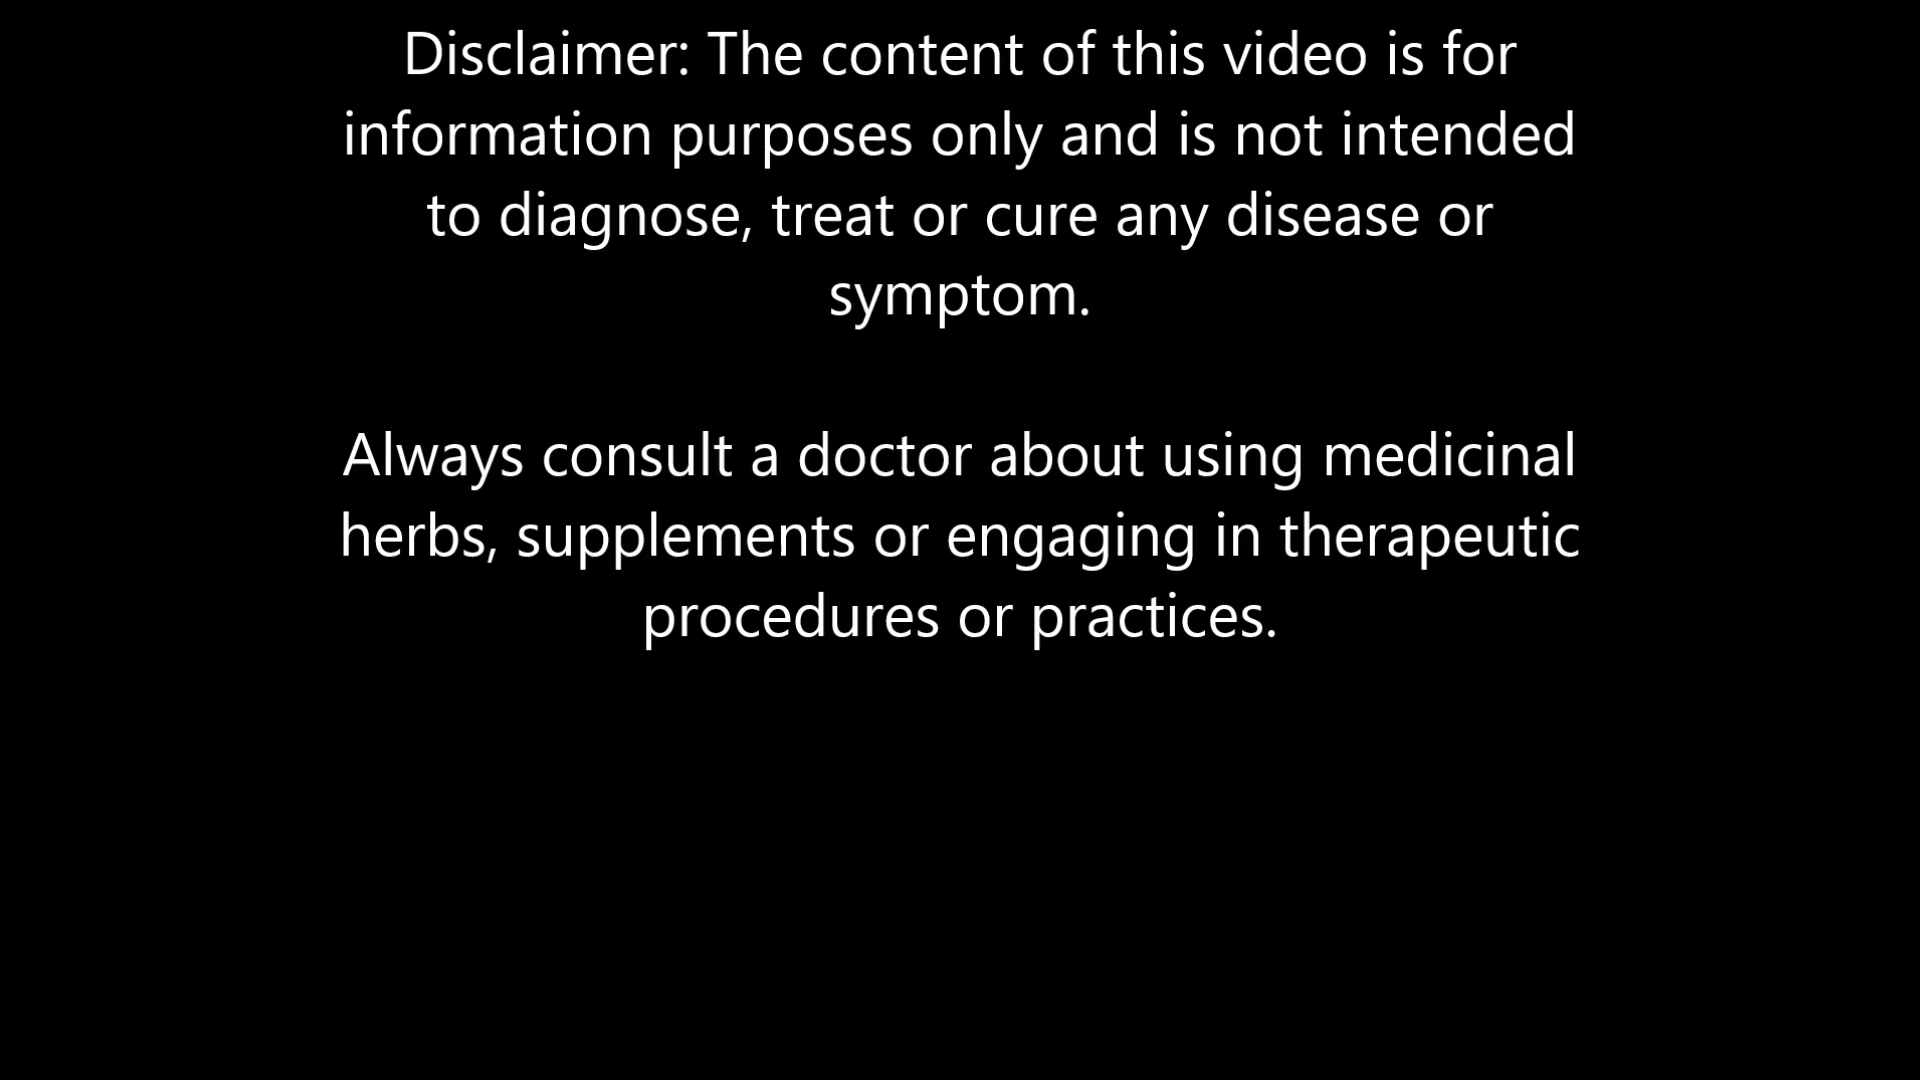 Disclaimer: The content of this video is for
information purposes only and is not intended
to diagnose, treat or cure any disease or
symptom.
Always consult a doctor about using medicinal
herbs, supplements or engaging in therapeutic
procedures or practices.